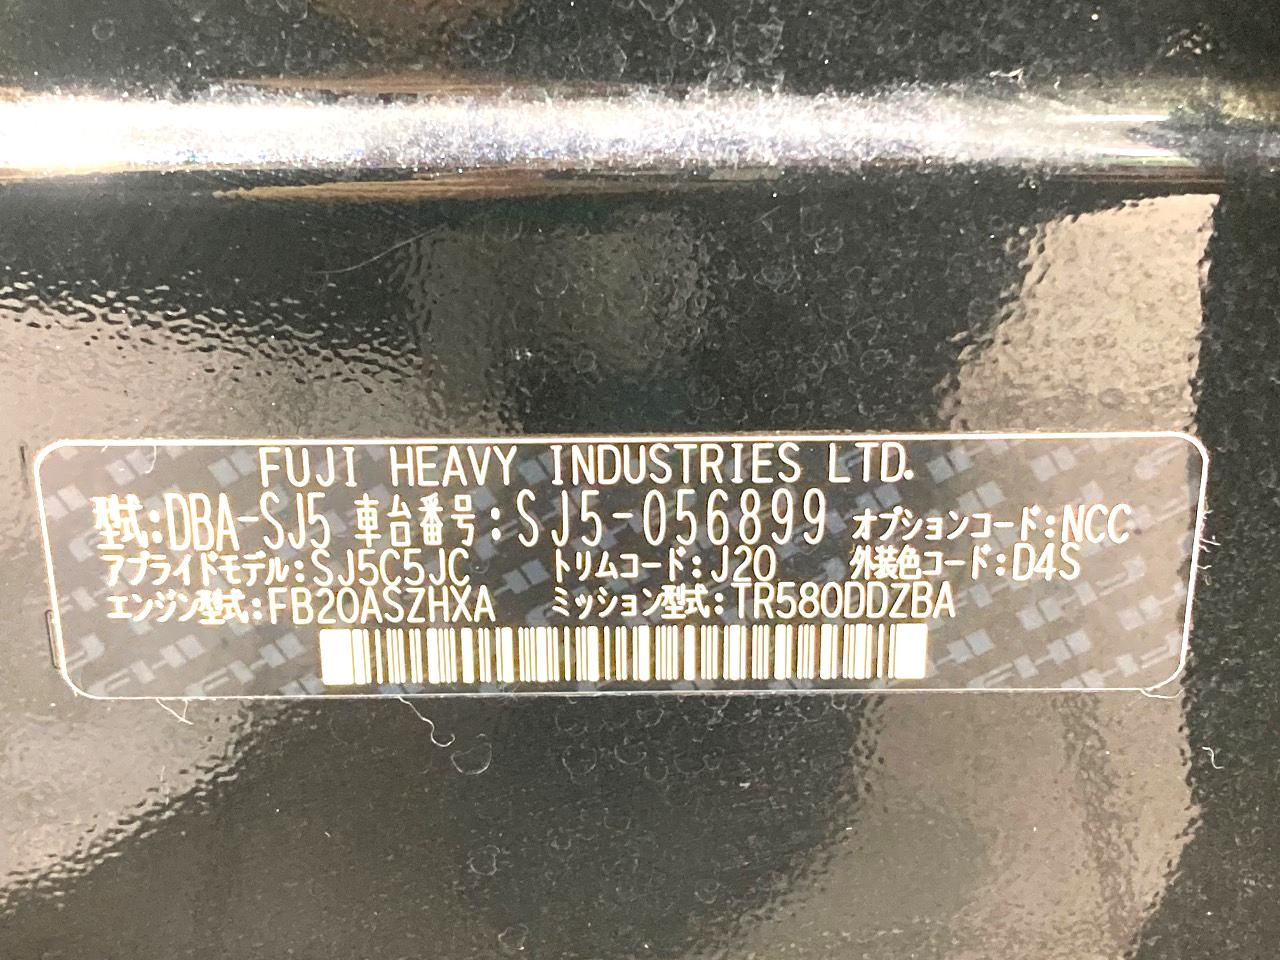 FUJI HEAVY INDUSTRIES LTD.
型式:DBA-SJ5 車台番号:SJ5-056899 オプションコード:NCC
アプライドモデル:SJ5C5JC トリムコード:J20 外装色コード:D4S
エンジン型式:FB20ASZHXA ミッション型式:TR580DDZBA